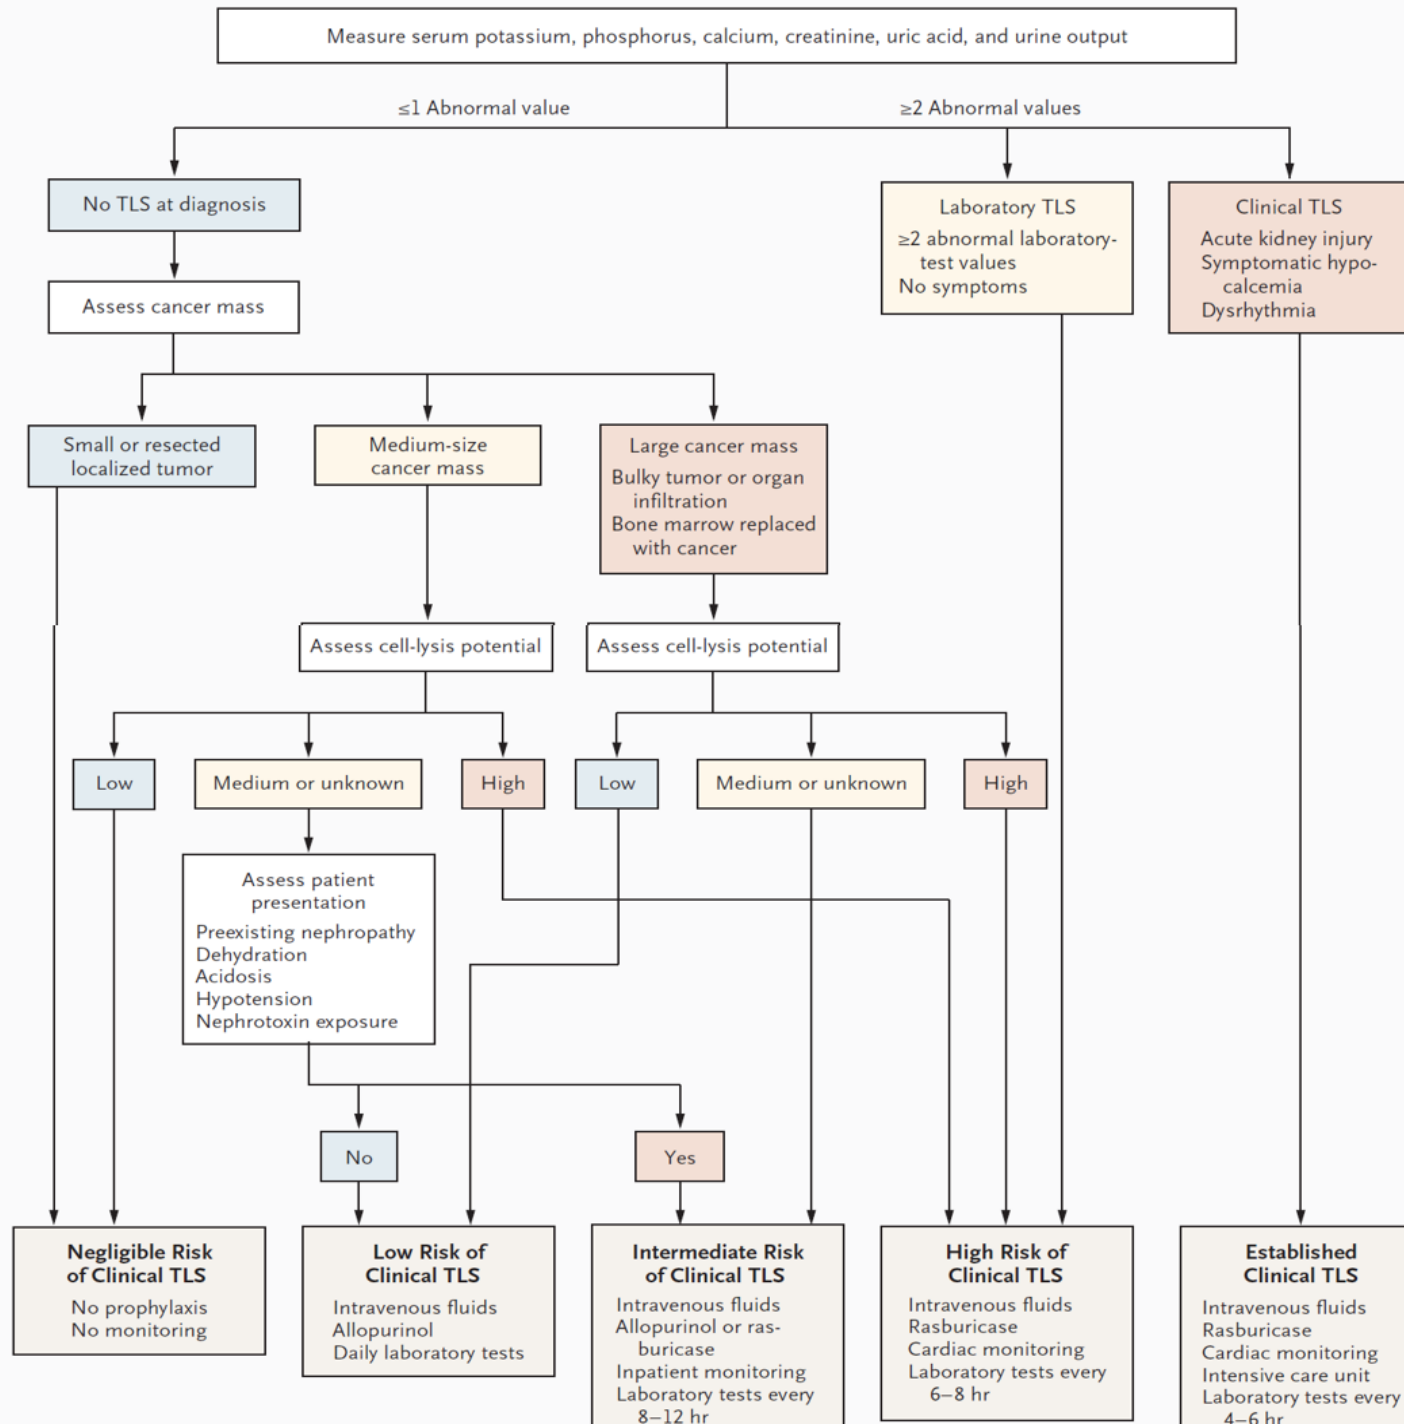 Measure serum potassium, phosphorus, calcium, creatinine, uric acid, and urine output
≤1 Abnormal value
≥2 Abnormal values
No TLS at diagnosis
Laboratory TLS
≥2 abnormal laboratory-
test values
No symptoms
Clinical TLS
Acute kidney injury
Symptomatic hypo-
calcemia
Dysrhythmia
Assess cancer mass
Small or resected
localized tumor
Medium-size
cancer mass
Large cancer mass
Bulky tumor or organ
infiltration
Bone marrow replaced
with cancer
Assess cell-lysis potential
Assess cell-lysis potential
Low
Medium or unknown
High
Low
Medium or unknown
High
Assess patient
presentation
Preexisting nephropathy
Dehydration
Acidosis
Hypotension
Nephrotoxin exposure
No
Yes
Negligible Risk
of Clinical TLS
No prophylaxis
No monitoring
Low Risk of
Clinical TLS
Intravenous fluids
Allopurinol
Daily laboratory tests
Intermediate Risk
of Clinical TLS
Intravenous fluids
Allopurinol or ras-
buricase
Inpatient monitoring
Laboratory tests every
8–12 hr
High Risk of
Clinical TLS
Intravenous fluids
Rasburicase
Cardiac monitoring
Laboratory tests every
6–8 hr
Established
Clinical TLS
Intravenous fluids
Rasburicase
Cardiac monitoring
Intensive care unit
Laboratory tests every
4–6 hr